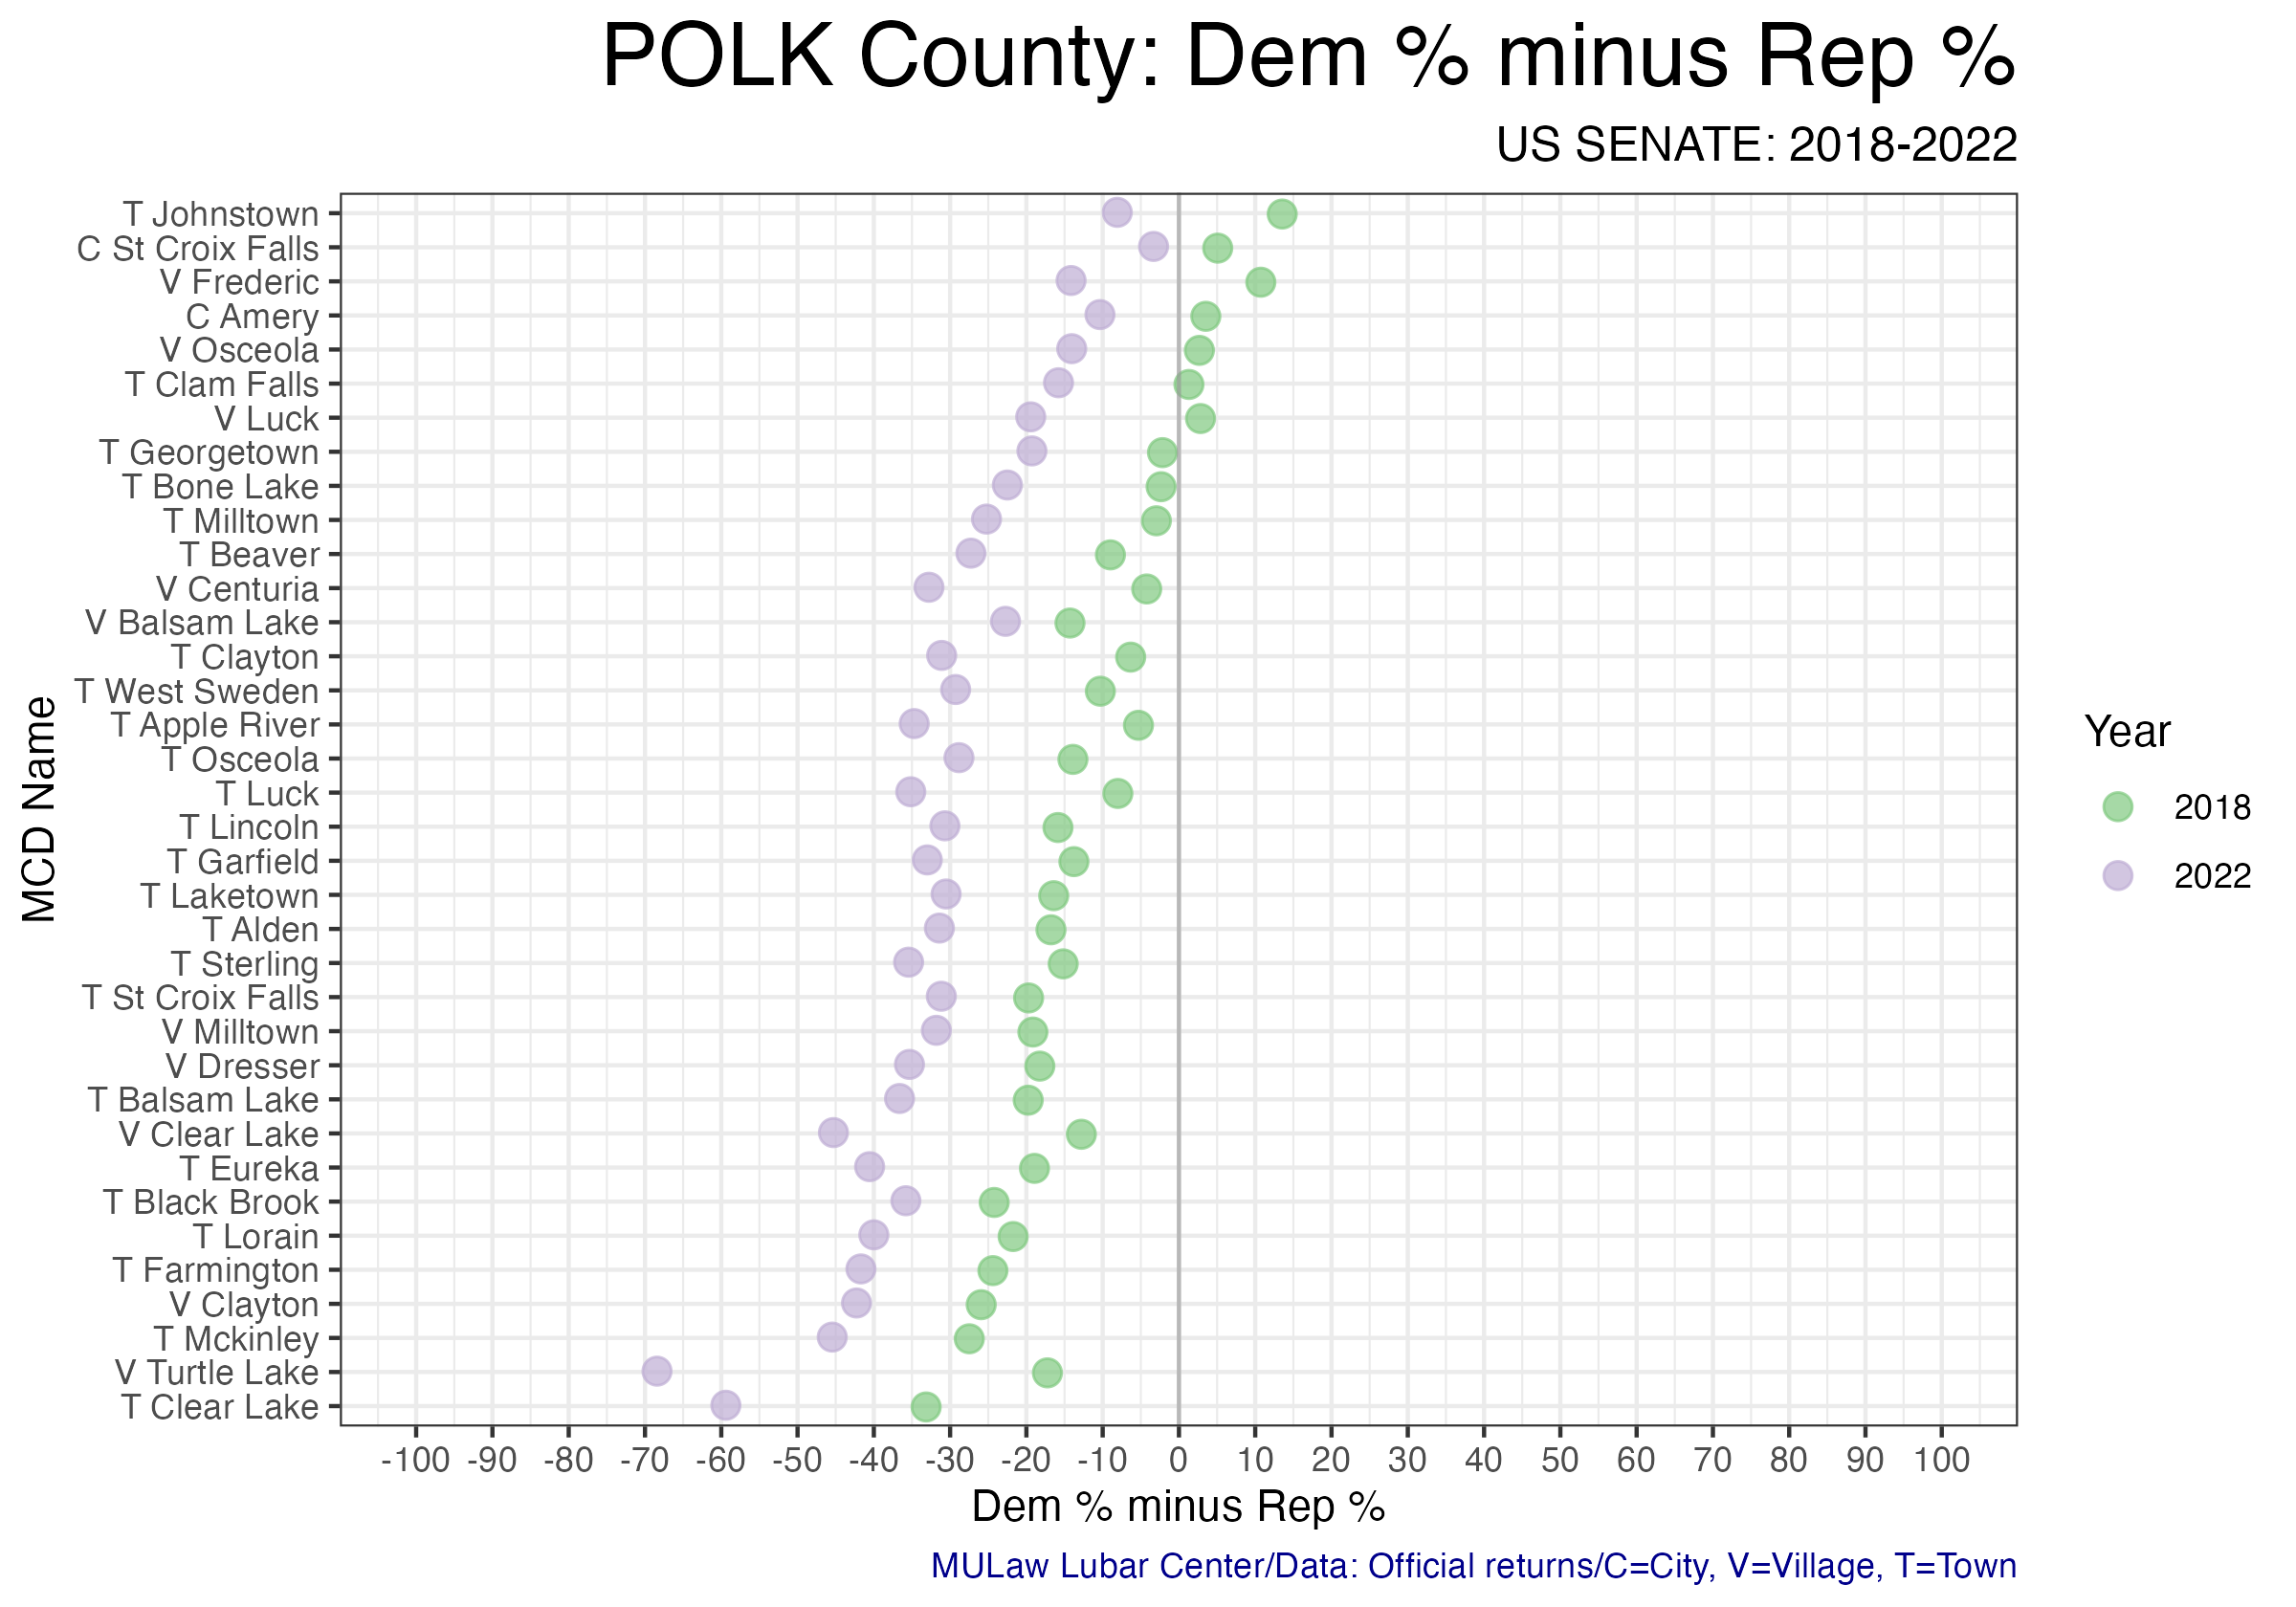 POLK County: Dem % minus Rep %
US SENATE: 2018-2022
T Johnstown
C St Croix Falls
V Frederic
C Amery
V Osceola
T Clam Falls
V Luck
T Georgetown
T Bone Lake
T Milltown
T Beaver
V Centuria
V Balsam Lake
T Clayton
T West Sweden
T Apple River
T Osceola
T Luck
T Lincoln
T Garfield
T Laketown
T Alden
T Sterling
T St Croix Falls
V Milltown
V Dresser
T Balsam Lake
V Clear Lake
T Eureka
T Black Brook
T Lorain
T Farmington
V Clayton
T Mckinley
V Turtle Lake
T Clear Lake
MCD Name
-100 -90 -80 -70 -60 -50 -40 -30 -20 -10 0 10 20 30 40 50 60 70 80 90 100
Dem % minus Rep %
Year
2018
2022
MULaw Lubar Center/Data: Official returns/C=City, V=Village, T=Town